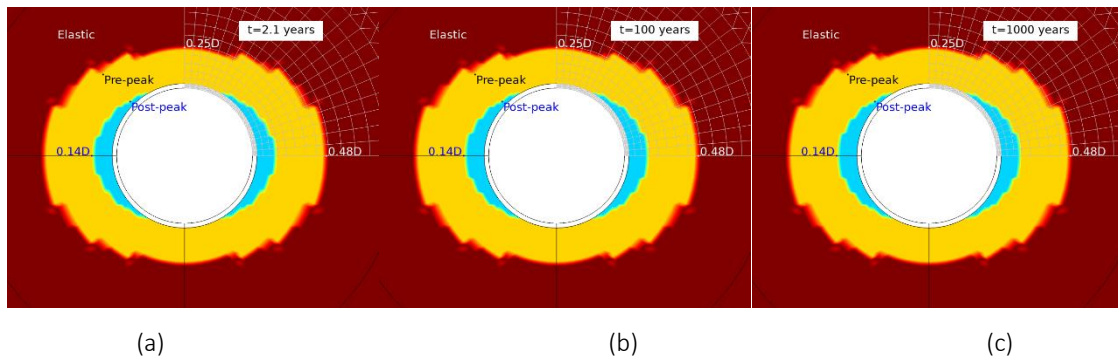 Elastic
t=2.1 years
0.25D
Pre-peak
Post-peak
0.14D
0.48D
Elastic
t=100 years
0.25D
Pre-peak
Post-peak
0.14D
0.48D
Elastic
t=1000 years
0.25D
Pre-peak
Post-peak
0.14D
0.48D
(a)
(b)
(c)